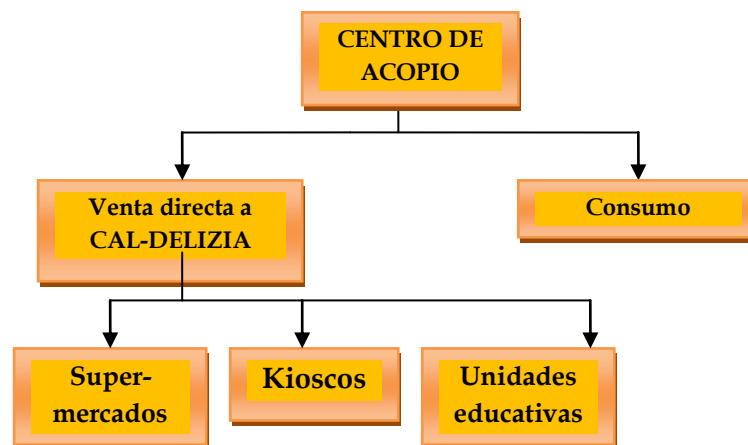 CENTRO DE
ACOPIO
Venta directa a
CAL-DELIZIA
Consumo
Super-
mercados
Kioscos
Unidades
educativas